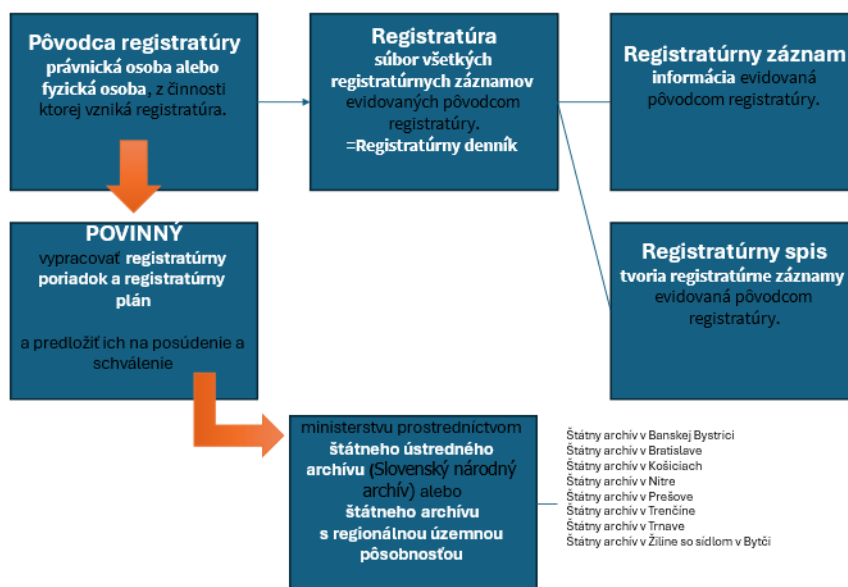 Pôvodca registratúry
právnická osoba alebo
fyzická osoba, z činnosti
ktorej vzniká registratúra.
Registratúra
súbor všetkých
registratúrnych záznamov
evidovaných pôvodcom
registratúry.
=Registratúrny denník
Registratúrny záznam
informácia evidovaná
pôvodcom registratúry.
POVINNÝ
vypracovať registratúrny
poriadok a registratúrny
plán
a predložiť ich na posúdenie a
schválenie
Registratúrny spis
tvoria registratúrne záznamy
evidovaná pôvodcom
registratúry.
ministerstvu prostredníctvom
štátneho ústredného
archívu (Slovenský národný
archív) alebo
štátneho archívu
s regionálnou územnou
pôsobnosťou
Štátny archív v Banskej Bystrici
Štátny archív v Bratislave
Štátny archív v Košiciach
Štátny archív v Nitre
Štátny archív v Prešove
Štátny archív v Trenčíne
Štátny archív v Trnave
Štátny archív v Žiline so sídlom v Bytči